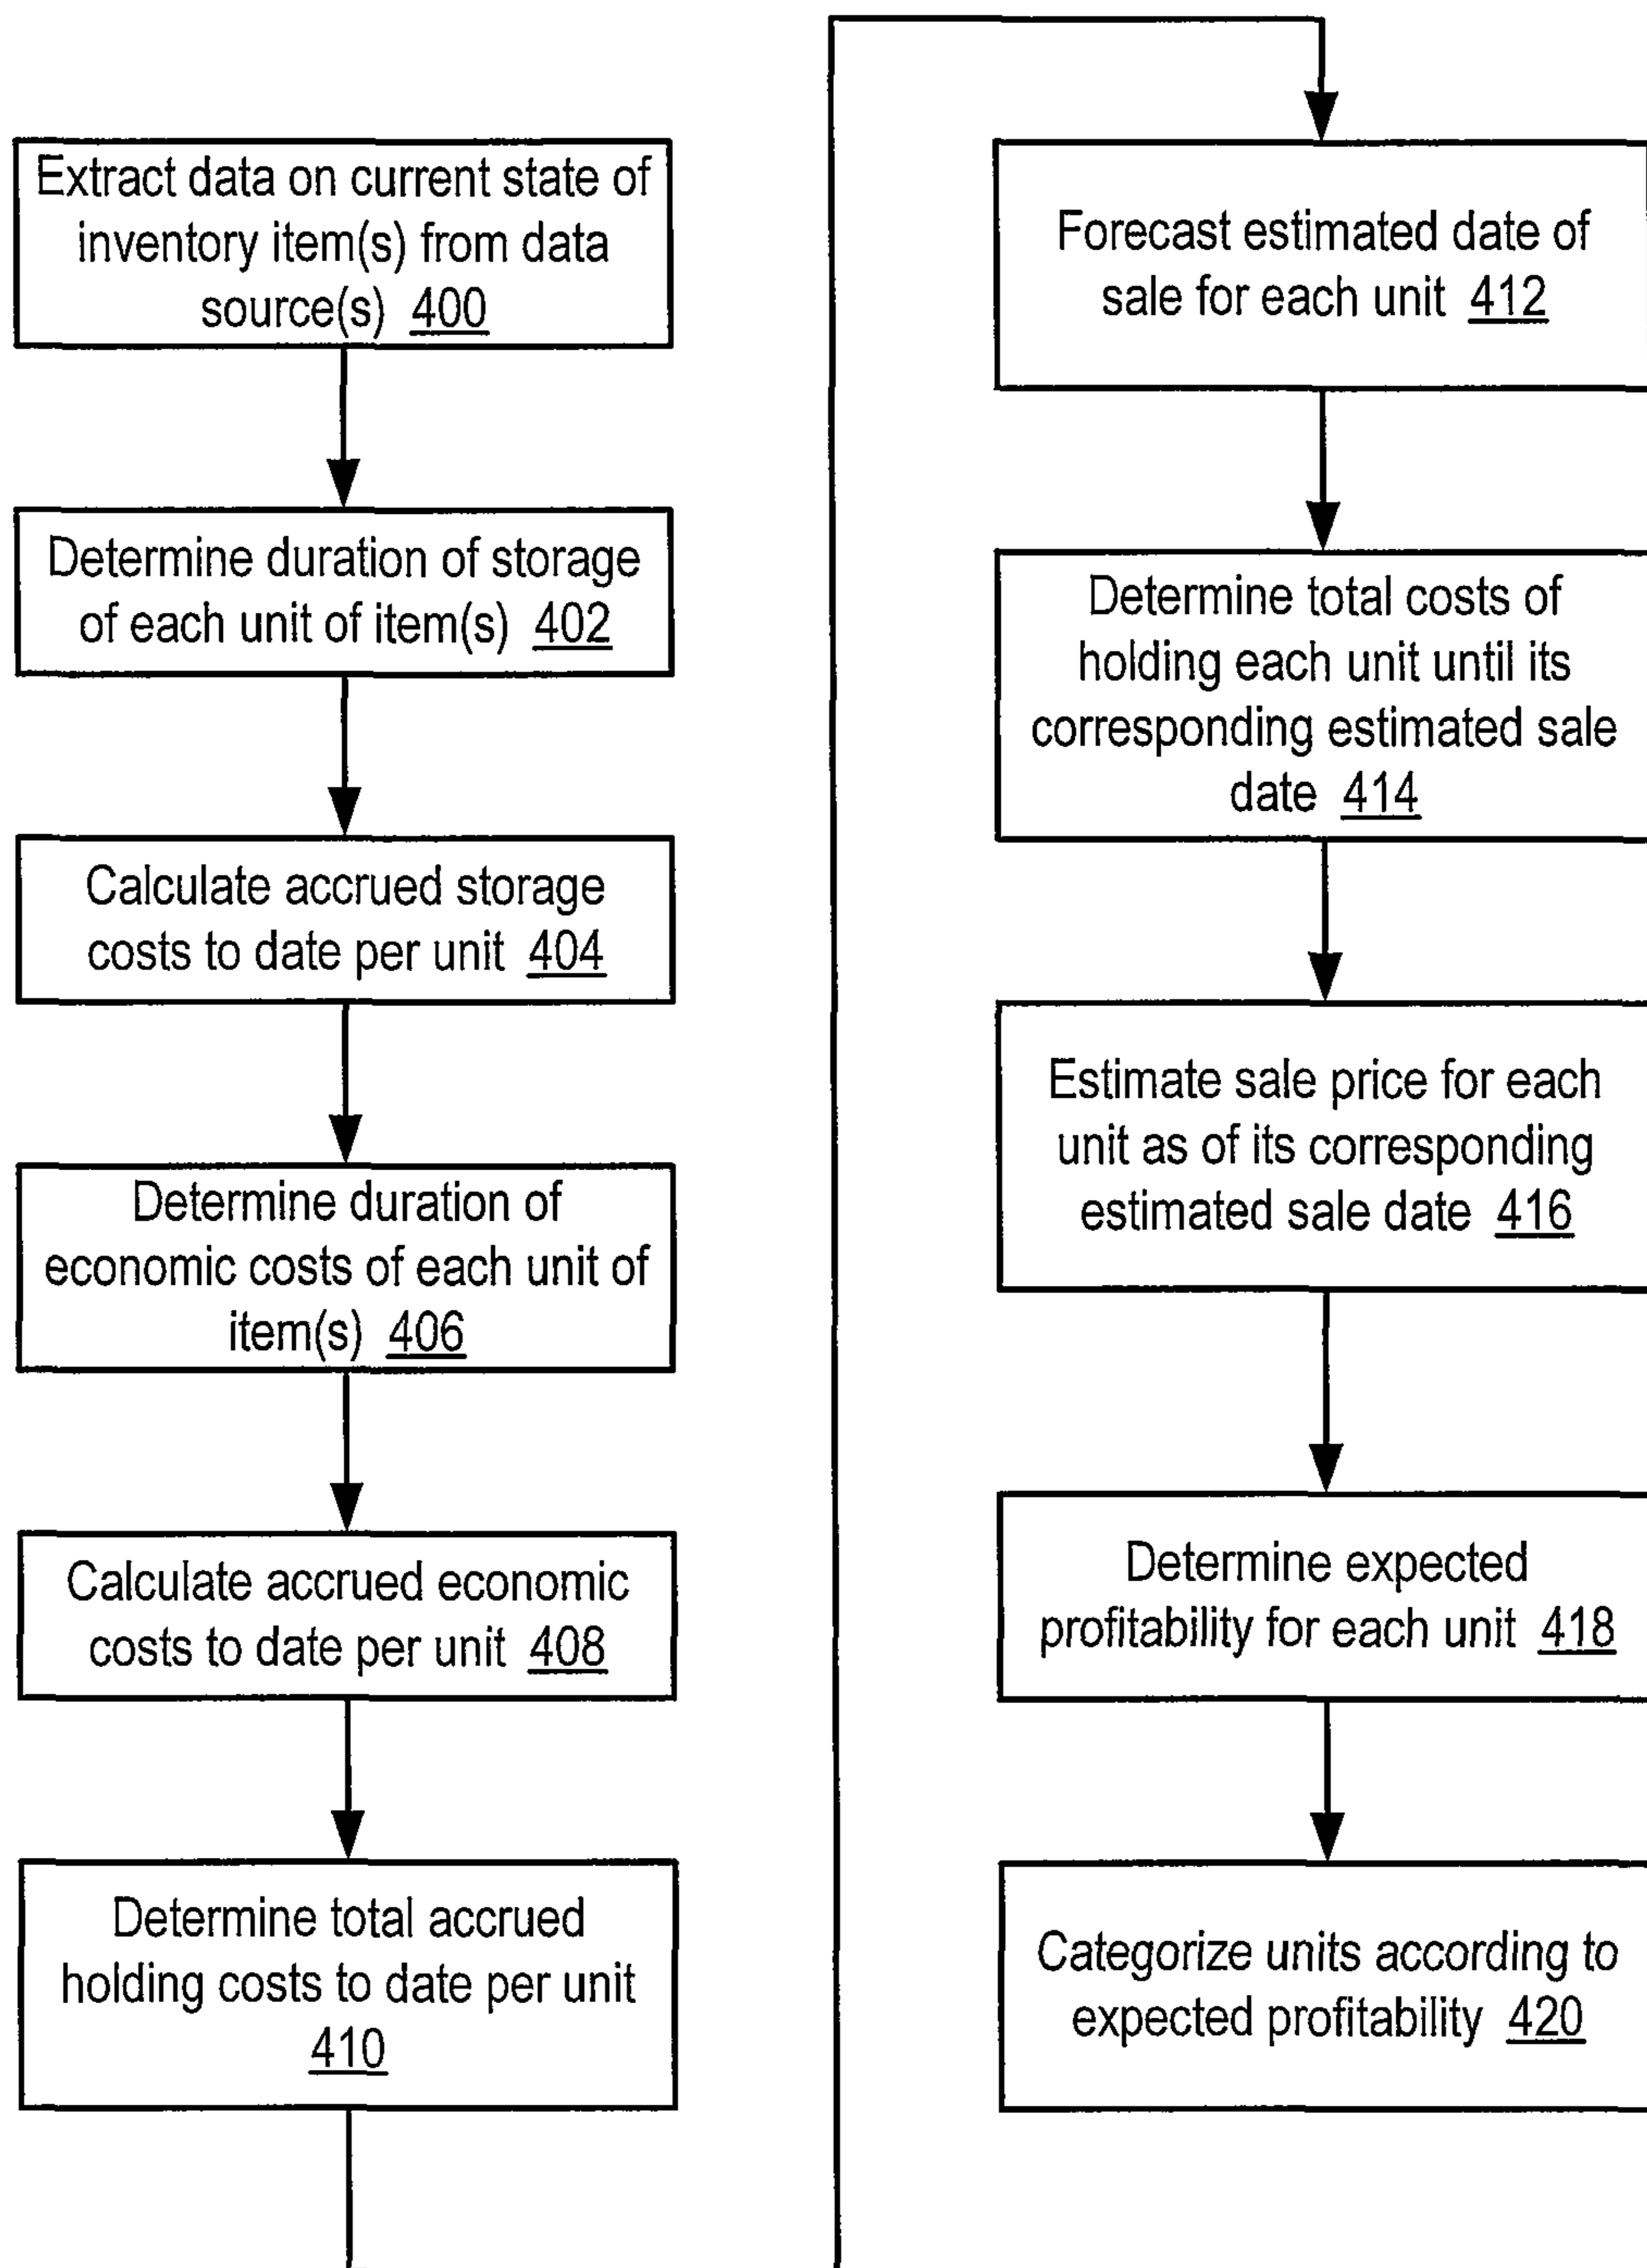 Extract data on current state of
inventory item(s) from data
source(s) 400
Determine duration of storage
of each unit of item(s) 402
Calculate accrued storage
costs to date per unit 404
Determine duration of
economic costs of each unit of
item(s) 406
Calculate accrued economic
costs to date per unit 408
Determine total accrued
holding costs to date per unit
410
Forecast estimated date of
sale for each unit 412
Determine total costs of
holding each unit until its
corresponding estimated sale
date 414
Estimate sale price for each
unit as of its corresponding
estimated sale date 416
Determine expected
profitability for each unit 418
Categorize units according to
expected profitability 420